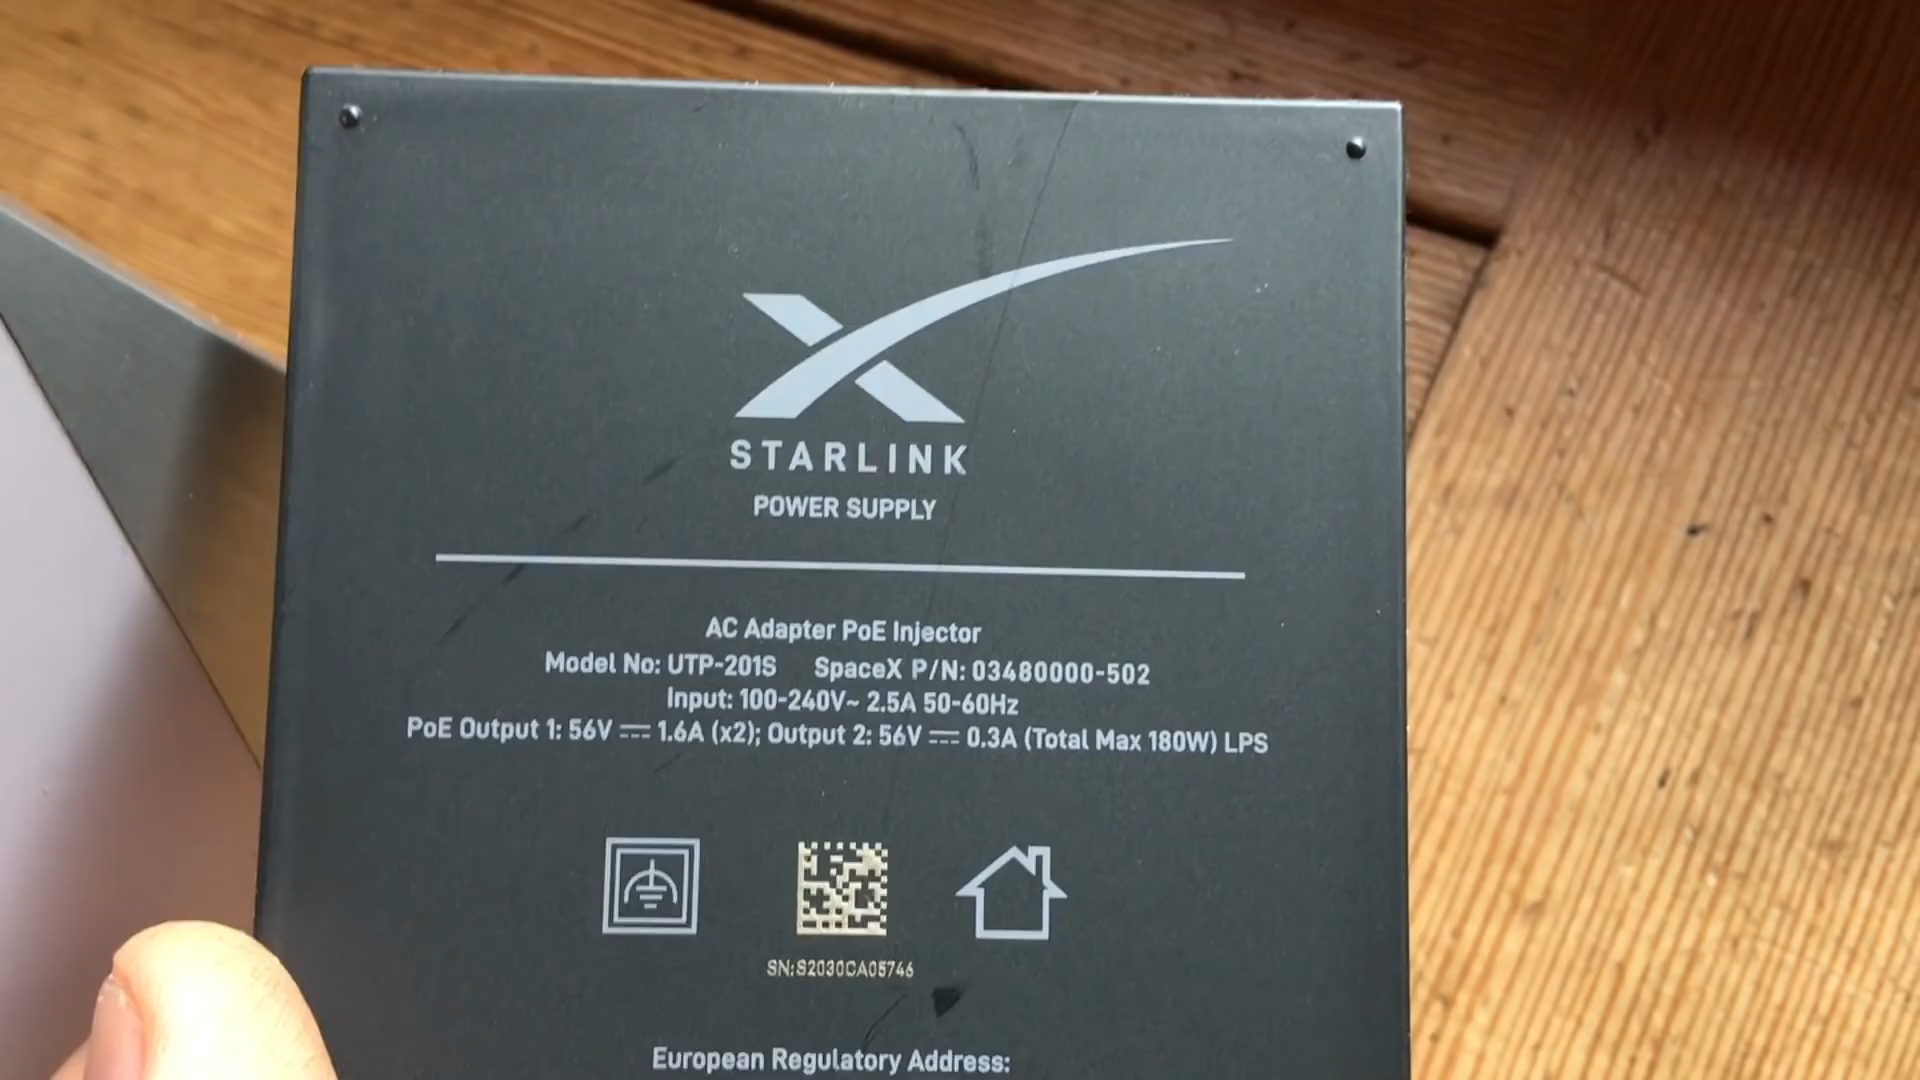 STARLINK
POWER SUPPLY
AC Adapter PoE Injector
Model No: UTP-201S SpaceX P/N: 03480000-502
Input: 100-240V~ 2.5A 50-60Hz
PoE Output 1: 56V ⎓ 1.6A (x2); Output 2: 56V ⎓ 0.3A (Total Max 180W) LPS
SN:S2030CA05746
European Regulatory Address: